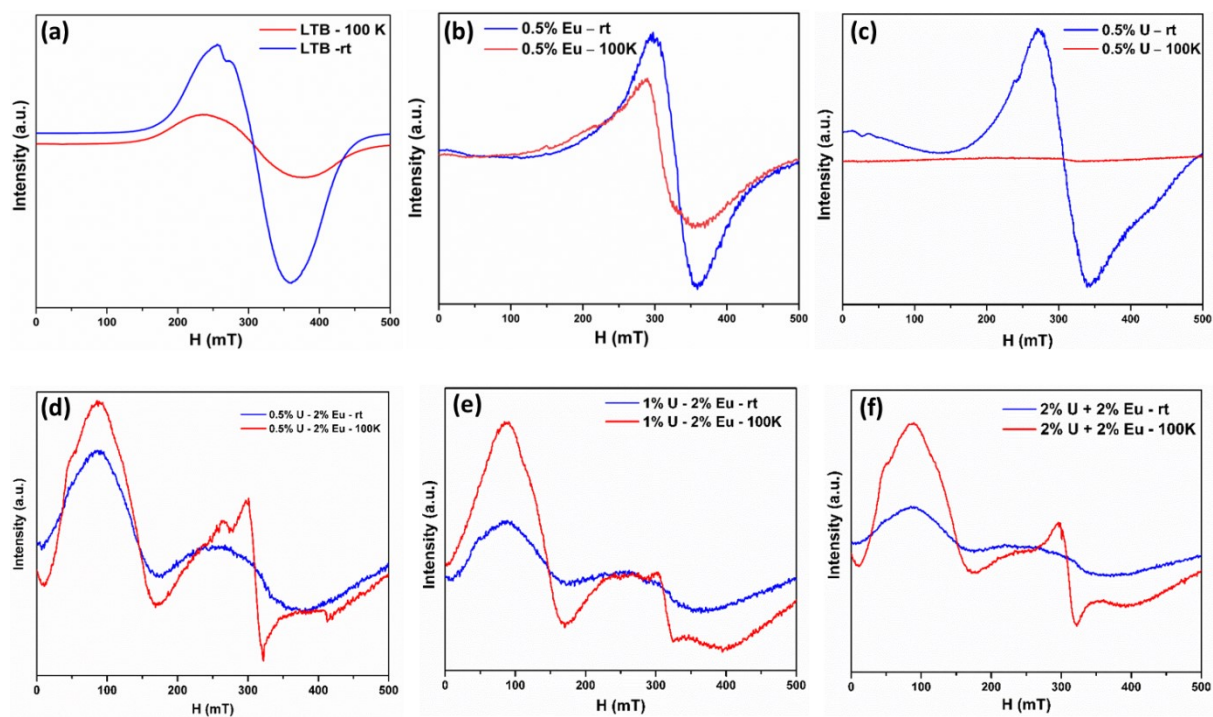 (a)
LTB - 100 K
LTB -rt
Intensity (a.u.)
0 100 200 300 400 500
H (mT)
(b)
0.5% Eu – rt
0.5% Eu – 100K
Intensity (a.u.)
0 100 200 300 400 500
H (mT)
(c)
0.5% U – rt
0.5% U – 100K
Intensity (a.u.)
0 100 200 300 400 500
H (mT)
(d)
0.5% U - 2% Eu - rt
0.5% U - 2% Eu - 100K
Intensity (a.u.)
0 100 200 300 400 500
H (mT)
(e)
1% U - 2% Eu - rt
1% U - 2% Eu - 100K
Intensity (a.u.)
0 100 200 300 400 500
H (mT)
(f)
2% U + 2% Eu - rt
2% U + 2% Eu - 100K
Intensity (a.u.)
0 100 200 300 400 500
H (mT)